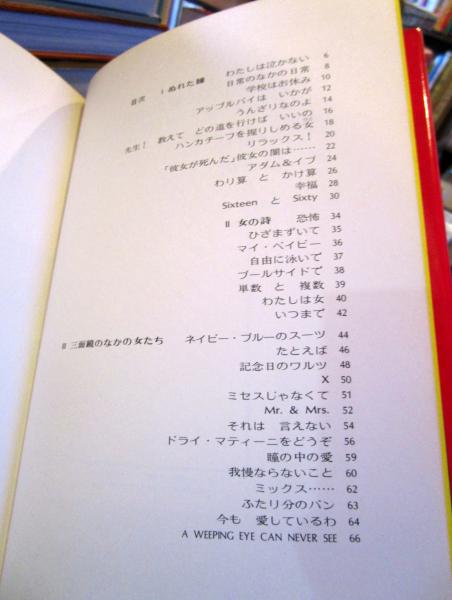 目次 I ぬれた瞳 わたしは泣かない 6
日常のなかの日常 8
学校はお休み 10
アップルパイは いかが 12
うんざりなのよ 14
先生! 教えて どの道を行けば いいの 16
ハンカチーフを握りしめる女 18
リラックス! 20
「彼女が死んだ」彼女の闇は…… 22
アダム&イブ 24
わり算 と かけ算 26
幸福 28
Sixteen と Sixty 30
II 女の詩 恐怖 34
ひざまずいて 35
マイ・ベイビー 36
自由に泳いで 37
プールサイドで 38
単数 と 複数 39
わたしは女 40
いつまで 42
II 三面鏡のなかの女たち ネイビー・ブルーのスーツ 44
たとえば 46
記念日のワルツ 48
X 50
ミセスじゃなくて 51
Mr. & Mrs. 52
それは 言えない 54
ドライ・マティーニをどうぞ 56
瞳の中の愛 59
我慢ならないこと 60
ミックス…… 62
ふたり分のパン 63
今も 愛しているわ 64
A WEEPING EYE CAN NEVER SEE 66